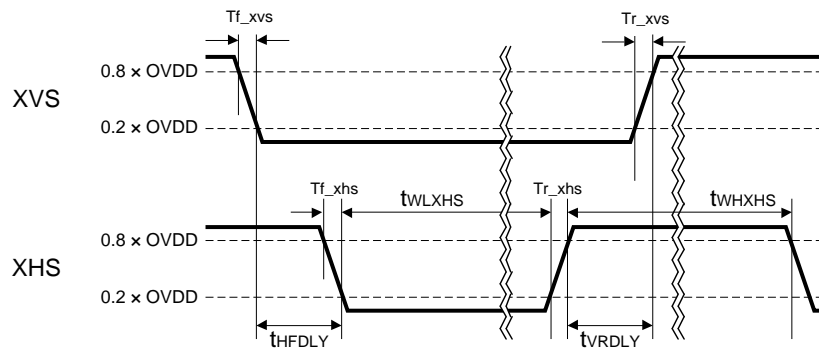 Tf_xvs
Tr_xvs
0.8 × OVDD
XVS
0.2 × OVDD
Tf_xhs
tWLXHS
Tr_xhs
tWHXHS
0.8 × OVDD
XHS
0.2 × OVDD
tHFDLY
tVRDLY